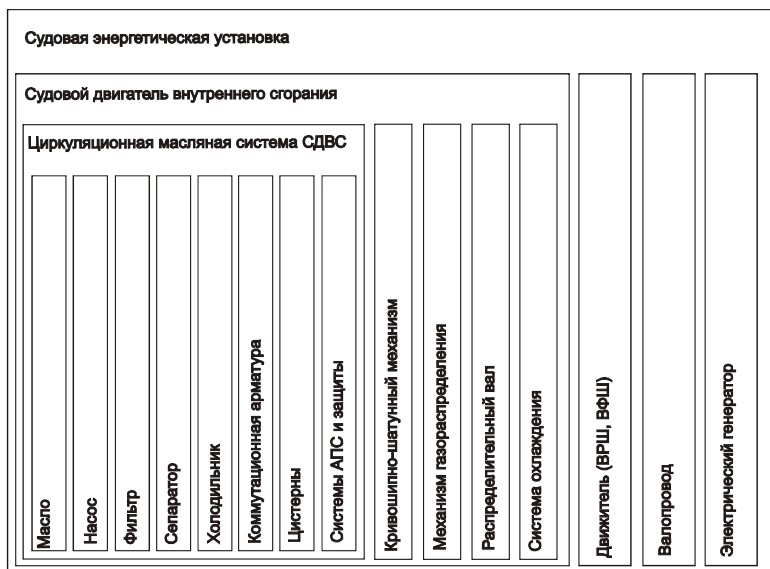 Судовая энергетическая установка
Судовой двигатель внутреннего сгорания
Циркуляционная масляная система СДВС
Масло
Насос
Фильтр
Сепаратор
Холодильник
Коммутационная арматура
Цистерны
Системы АПС и защиты
Кривошипно-шатунный механизм
Механизм газораспределения
Распределительный вал
Система охлаждения
Движитель (ВРШ, ВФШ)
Валопровод
Электрический генератор